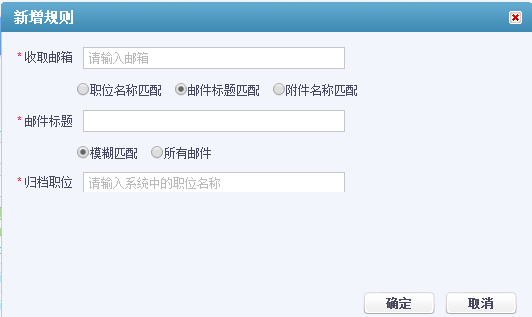 新增规则
*收取邮箱 请输入邮箱
职位名称匹配 邮件标题匹配 附件名称匹配
*邮件标题
模糊匹配 所有邮件
*归档职位 请输入系统中的职位名称
确定 取消